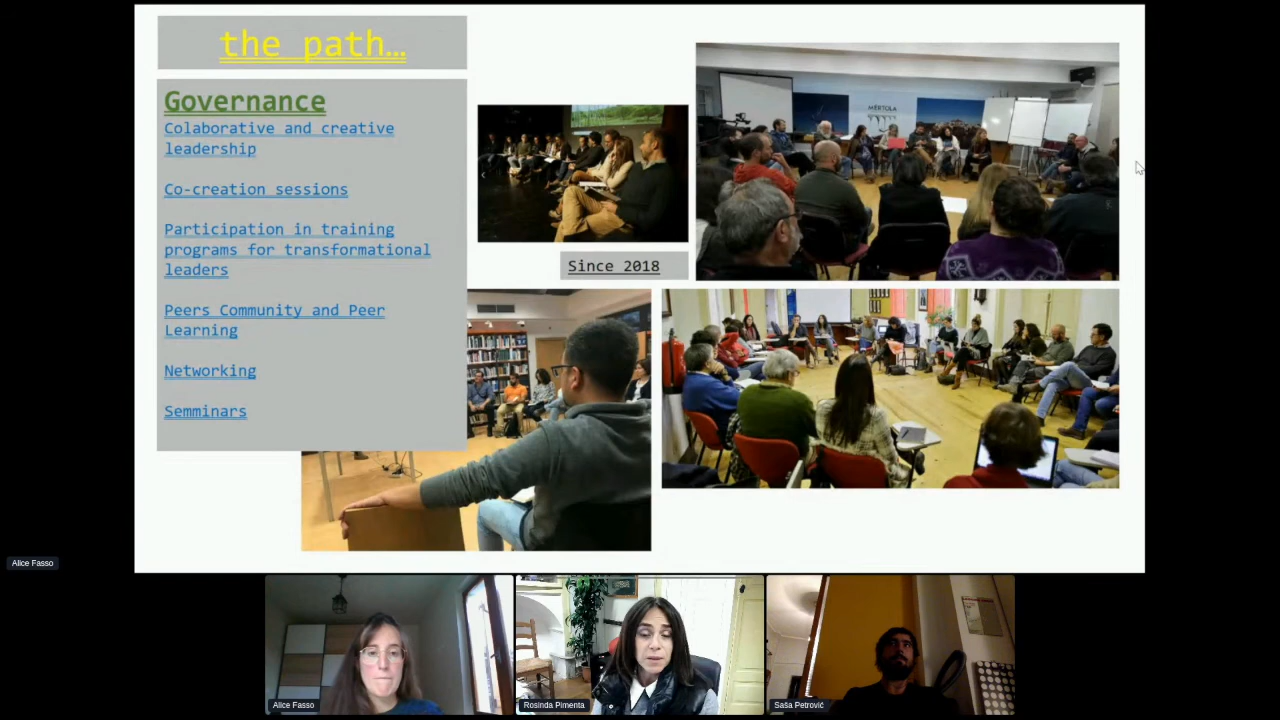 the path…
Governance
Colaborative and creative
leadership
Co-creation sessions
Participation in training
programs for transformational
leaders
Peers Community and Peer
Learning
Networking
Semminars
MÉRTOLA
Since 2018
Alice Fasso
Alice Fasso
Rosinda Pimenta
Saša Petrović